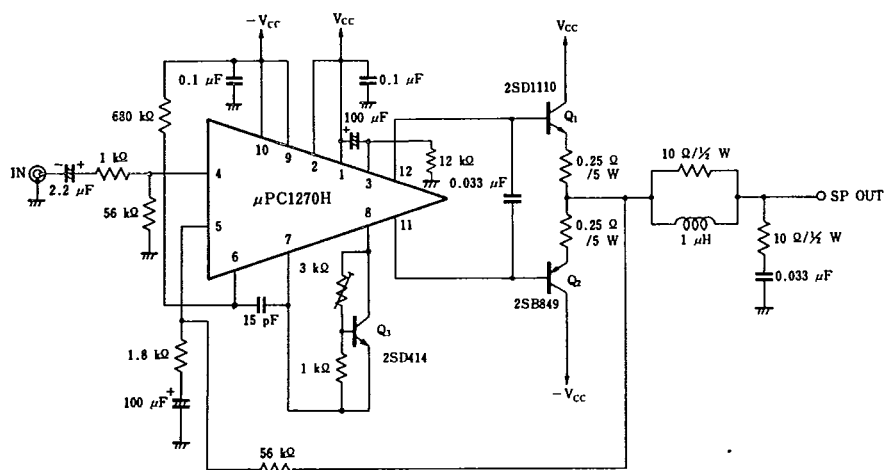 −VCC
VCC
VCC
0.1 μF
0.1 μF
2SD1110
Q1
680 kΩ
100 μF
+
10
9
2
1
3
12 kΩ
12
0.25 Ω
/5 W
10 Ω/½ W
IN
−
+
1 kΩ
4
2.2 μF
μPC1270H
0.033 μF
SP OUT
56 kΩ
5
8
11
0.25 Ω
/5 W
1 μH
10 Ω/½ W
6
7
3 kΩ
Q2
0.033 μF
15 pF
2SB849
Q3
1.8 kΩ
1 kΩ
2SD414
100 μF
+
−VCC
56 kΩ